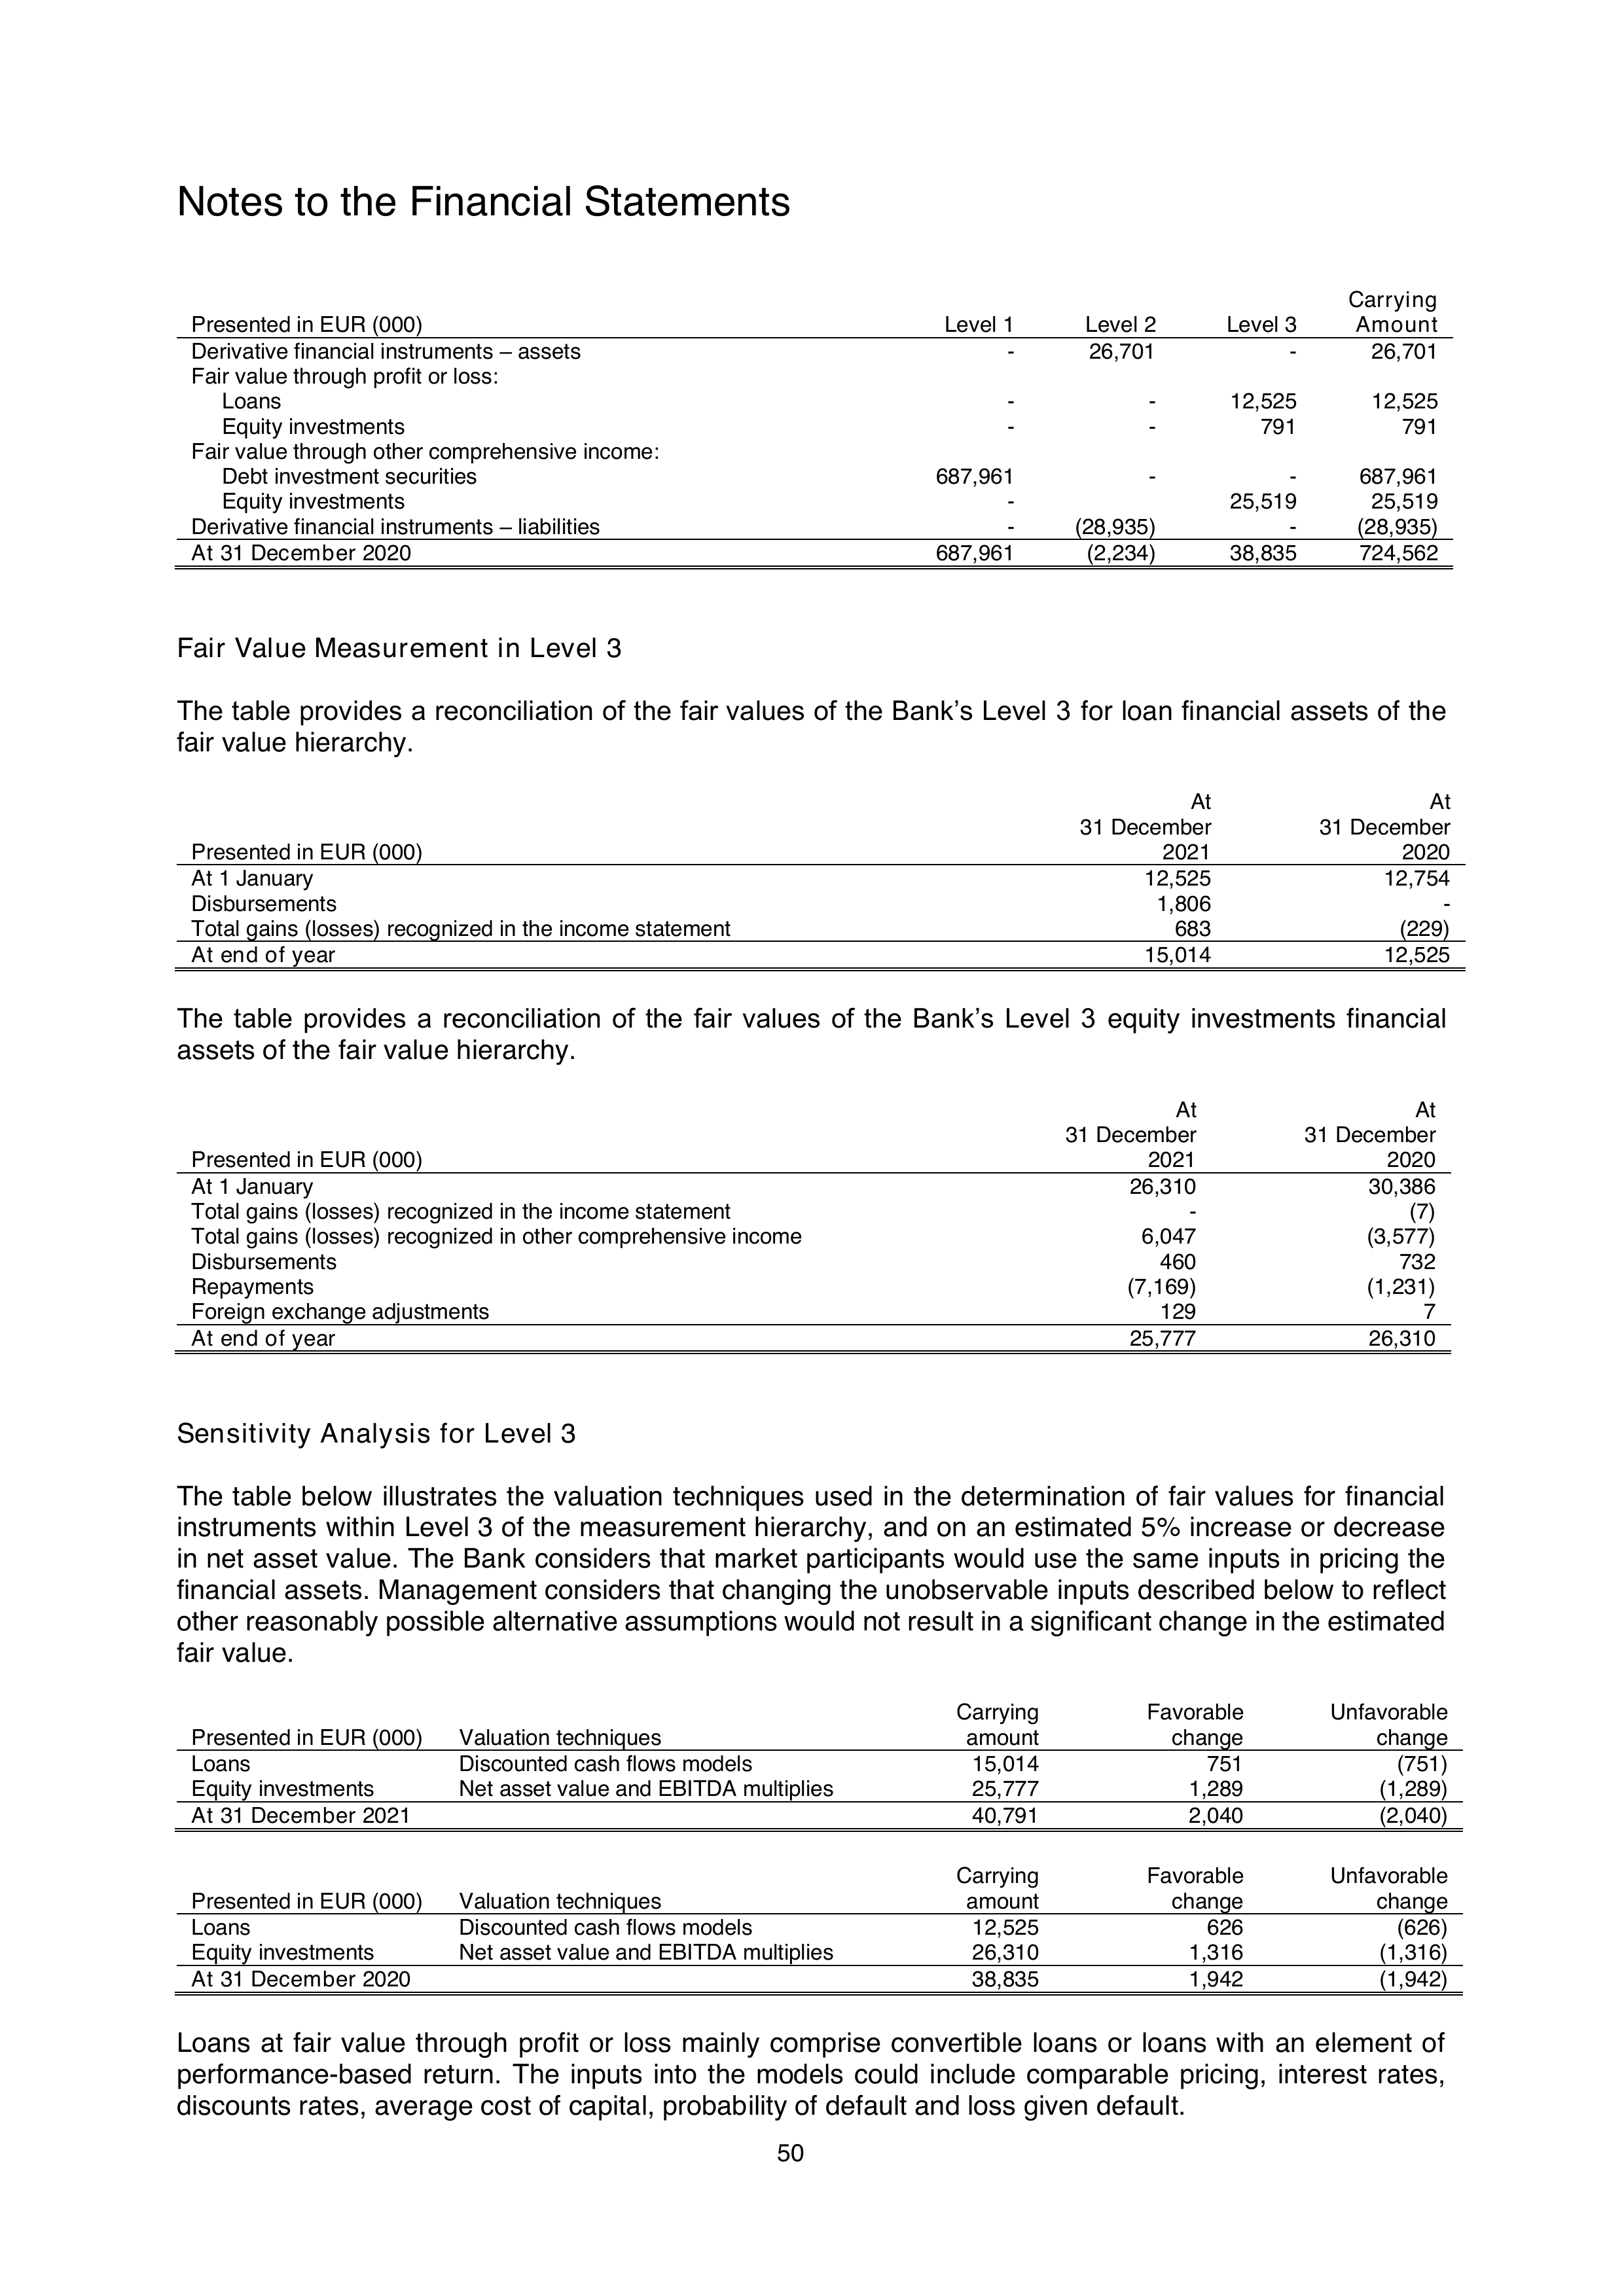 Notes to the Financial Statements
Carrying
Presented in EUR (000) Level 1 Level 2 Level 3 Amount
Derivative financial instruments – assets - 26,701 - 26,701
Fair value through profit or loss:
Loans - - 12,525 12,525
Equity investments - - 791 791
Fair value through other comprehensive income:
Debt investment securities 687,961 - - 687,961
Equity investments - 25,519 25,519
Derivative financial instruments – liabilities - (28,935) - (28,935)
At 31 December 2020 687,961 (2,234) 38,835 724,562
Fair Value Measurement in Level 3
The table provides a reconciliation of the fair values of the Bank’s Level 3 for loan financial assets of the
fair value hierarchy.
At At
31 December 31 December
Presented in EUR (000) 2021 2020
At 1 January 12,525 12,754
Disbursements 1,806 -
Total gains (losses) recognized in the income statement 683 (229)
At end of year 15,014 12,525
The table provides a reconciliation of the fair values of the Bank’s Level 3 equity investments financial
assets of the fair value hierarchy.
At At
31 December 31 December
Presented in EUR (000) 2021 2020
At 1 January 26,310 30,386
Total gains (losses) recognized in the income statement - (7)
Total gains (losses) recognized in other comprehensive income 6,047 (3,577)
Disbursements 460 732
Repayments (7,169) (1,231)
Foreign exchange adjustments 129 7
At end of year 25,777 26,310
Sensitivity Analysis for Level 3
The table below illustrates the valuation techniques used in the determination of fair values for financial
instruments within Level 3 of the measurement hierarchy, and on an estimated 5% increase or decrease
in net asset value. The Bank considers that market participants would use the same inputs in pricing the
financial assets. Management considers that changing the unobservable inputs described below to reflect
other reasonably possible alternative assumptions would not result in a significant change in the estimated
fair value.
Carrying Favorable Unfavorable
Presented in EUR (000) Valuation techniques amount change change
Loans Discounted cash flows models 15,014 751 (751)
Equity investments Net asset value and EBITDA multiplies 25,777 1,289 (1,289)
At 31 December 2021 40,791 2,040 (2,040)
Carrying Favorable Unfavorable
Presented in EUR (000) Valuation techniques amount change change
Loans Discounted cash flows models 12,525 626 (626)
Equity investments Net asset value and EBITDA multiplies 26,310 1,316 (1,316)
At 31 December 2020 38,835 1,942 (1,942)
Loans at fair value through profit or loss mainly comprise convertible loans or loans with an element of
performance-based return. The inputs into the models could include comparable pricing, interest rates,
discounts rates, average cost of capital, probability of default and loss given default.
50